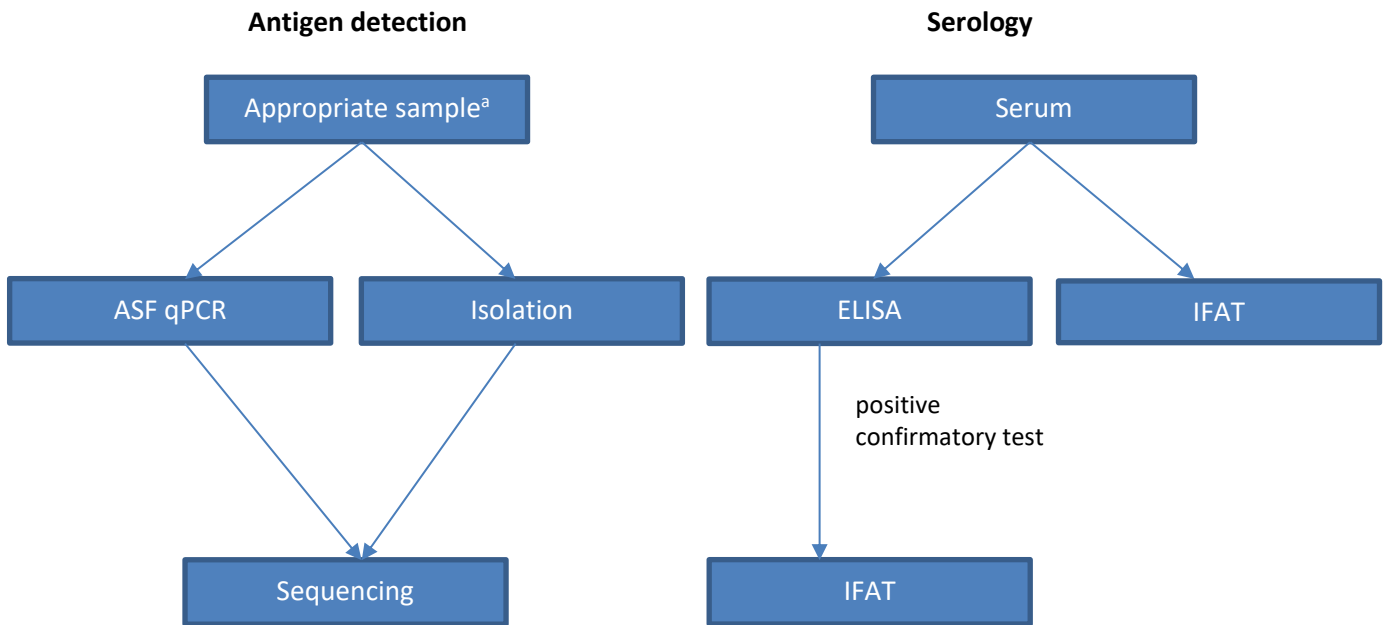 Antigen detection
Serology
Appropriate sampleᵃ
Serum
ASF qPCR
Isolation
ELISA
IFAT
positive
confirmatory test
Sequencing
IFAT